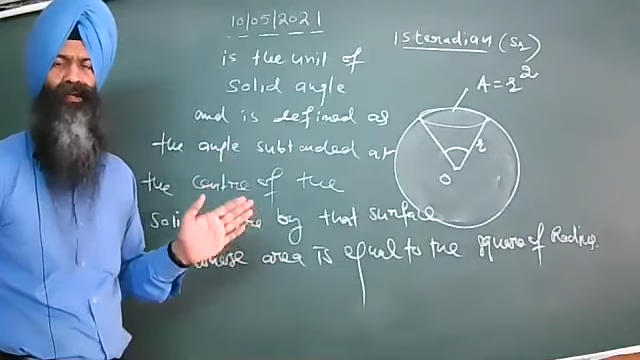 10/05/2021
1 steradian (Sr)
is the unit of
solid angle
A = r²
and is defined as
the angle subtended at
r
O
the centre of the
by that surface
area is equal to the square of Radius.